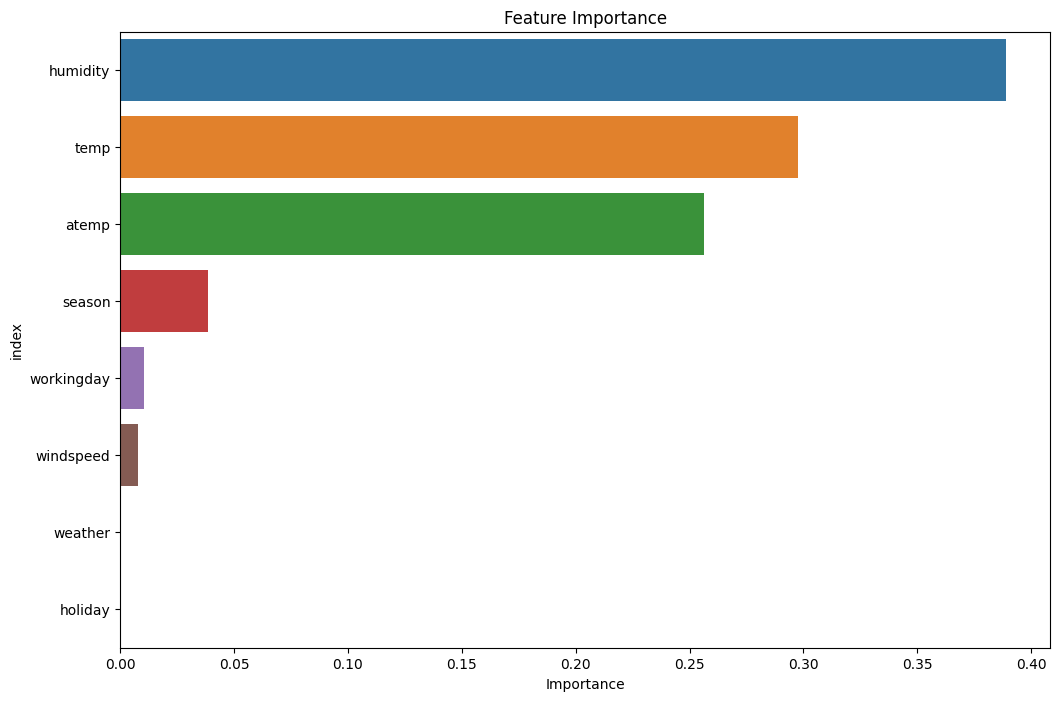 Feature Importance
humidity
temp
atemp
season
workingday
windspeed
weather
holiday
index
0.00 0.05 0.10 0.15 0.20 0.25 0.30 0.35 0.40
Importance